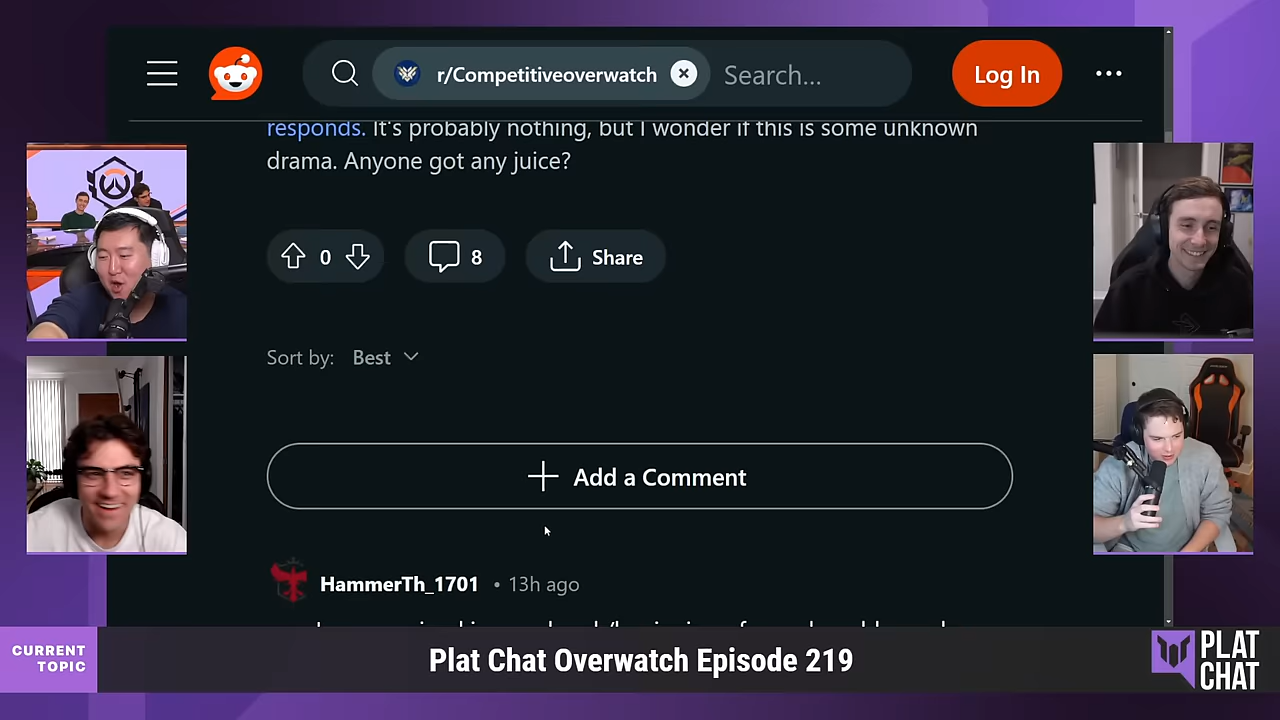 r/Competitiveoverwatch
Search...
Log In
responds. It's probably nothing, but I wonder if this is some unknown
drama. Anyone got any juice?
0
8
Share
Sort by: Best
Add a Comment
HammerTh_1701 • 13h ago
CURRENT
TOPIC
Plat Chat Overwatch Episode 219
PLAT
CHAT